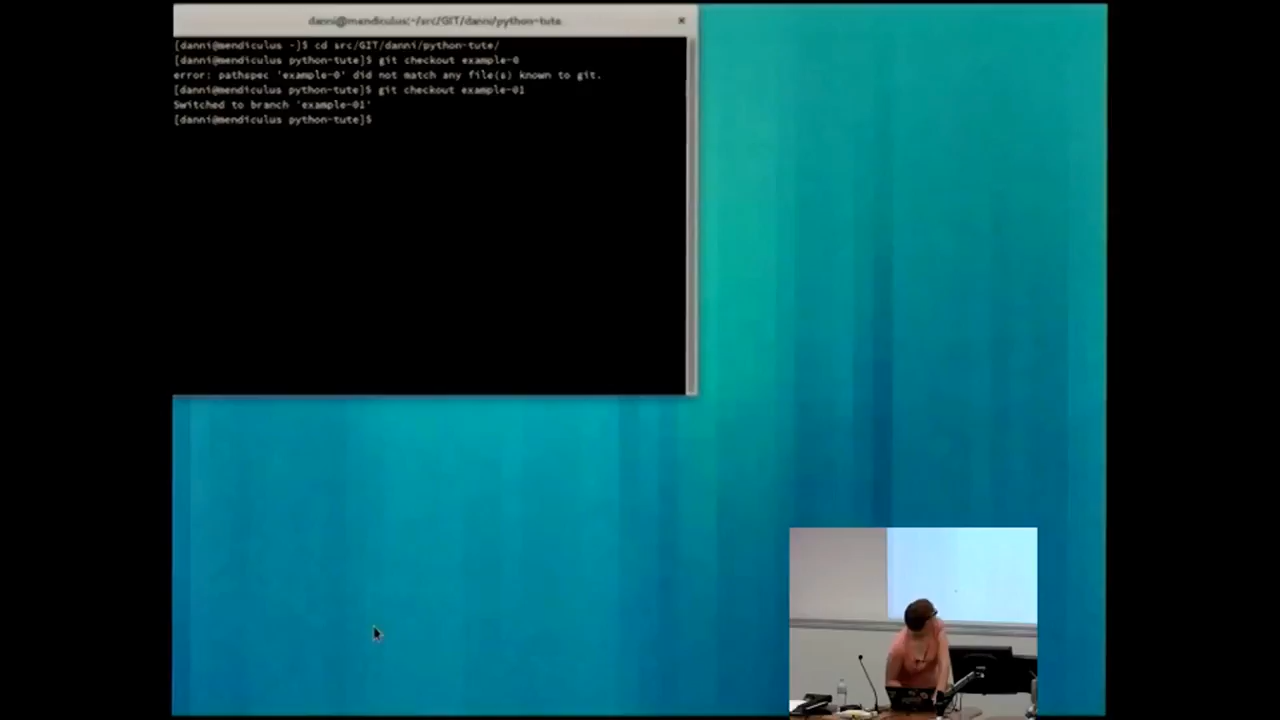 danni@mendiculus:~/src/GIT/danni/python-tute
[danni@mendiculus ~]$ cd src/GIT/danni/python-tute/
[danni@mendiculus python-tute]$ git checkout example-0
error: pathspec 'example-0' did not match any file(s) known to git.
[danni@mendiculus python-tute]$ git checkout example-01
Switched to branch 'example-01'
[danni@mendiculus python-tute]$